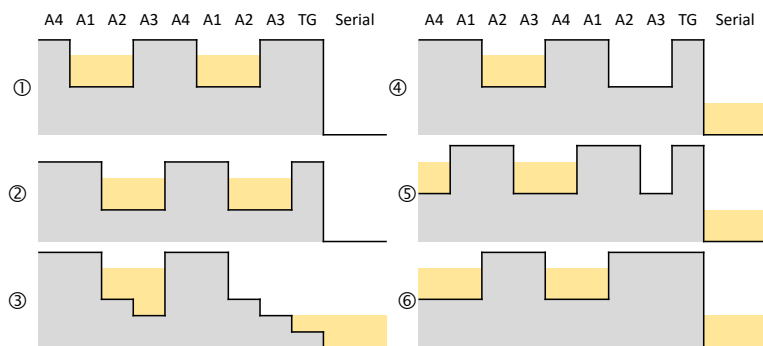 A4 A1 A2 A3 A4 A1 A2 A3 TG Serial
A4 A1 A2 A3 A4 A1 A2 A3 TG Serial
① ④
② ⑤
③ ⑥